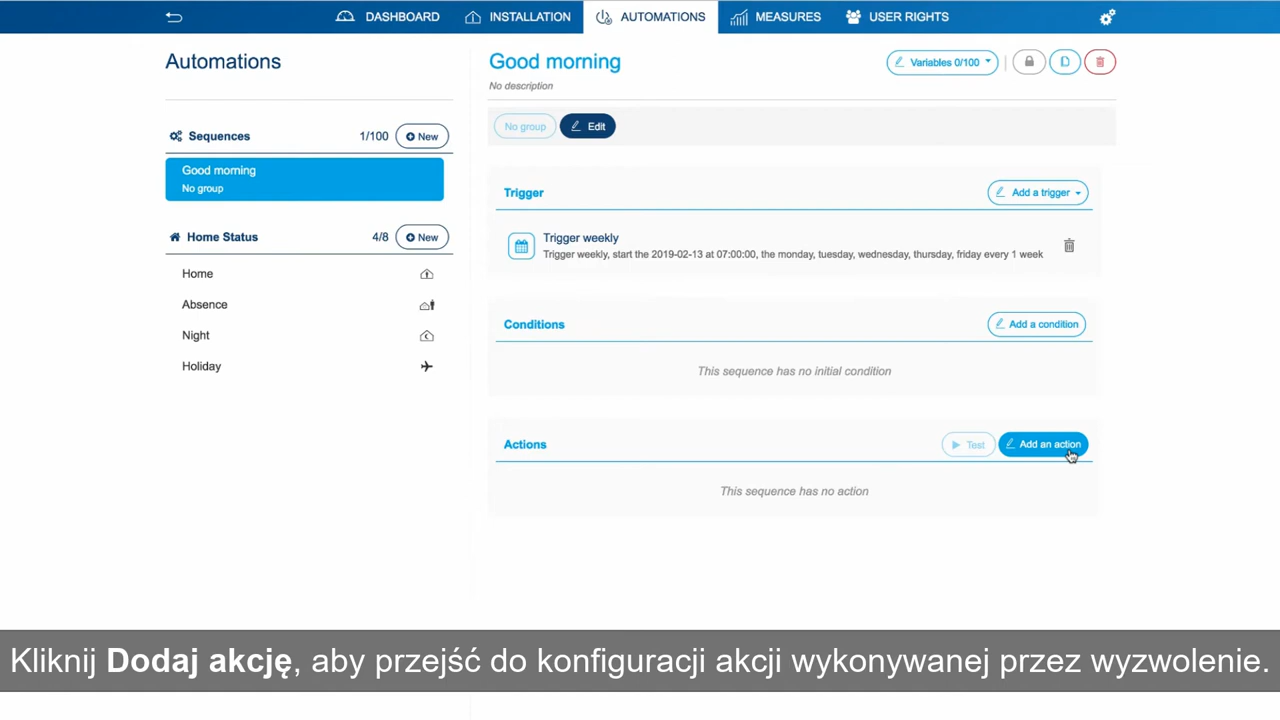 DASHBOARD INSTALLATION AUTOMATIONS MEASURES USER RIGHTS
Automations
Sequences 1/100 New
Good morning
No group
Home Status 4/8 New
Home
Absence
Night
Holiday
Good morning Variables 0/100
No description
No group Edit
Trigger Add a trigger
Trigger weekly
Trigger weekly, start the 2019-02-13 at 07:00:00, the monday, tuesday, wednesday, thursday, friday every 1 week
Conditions Add a condition
This sequence has no initial condition
Actions Test Add an action
This sequence has no action
Kliknij Dodaj akcję, aby przejść do konfiguracji akcji wykonywanej przez wyzwolenie.